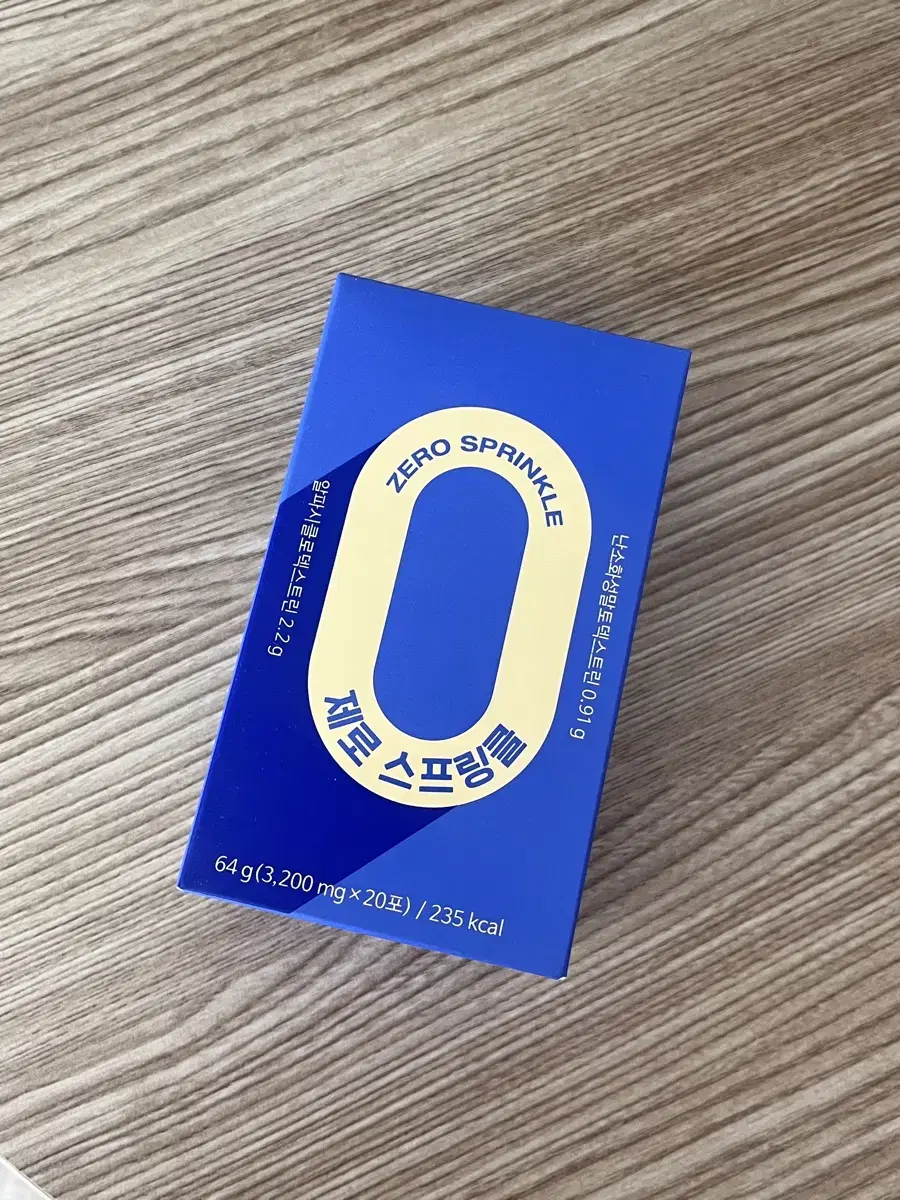 ZERO SPRINKLE
알파시클로덱스트린 2.2 g
난소화성말토덱스트린 0.91 g
제로 스프링클
64 g(3,200 mg×20포) / 235 kcal